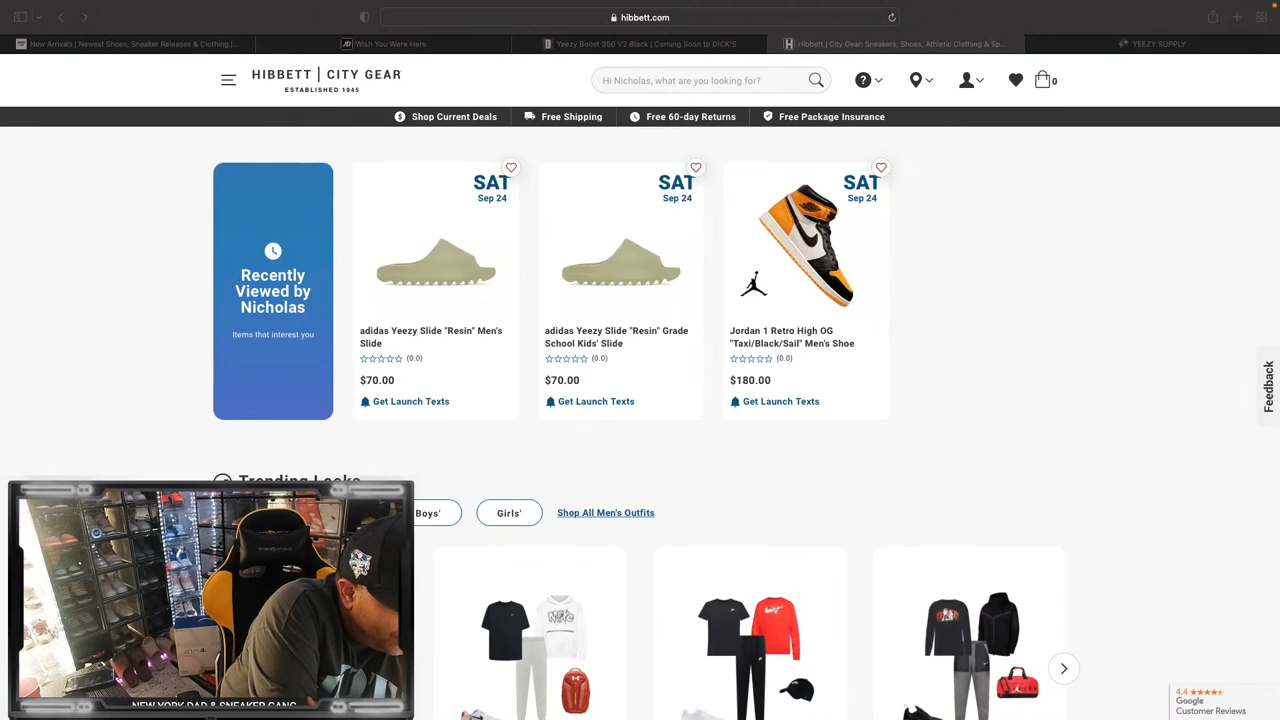 hibbett.com
New Arrivals | Newest Shoes, Sneaker Releases & Clothing |...
Wish You Were Here
Yeezy Boost 350 V2 Black | Coming Soon to DICK'S
Hibbett | City Gear: Sneakers, Shoes, Athletic Clothing & Sp...
YEEZY SUPPLY
HIBBETT | CITY GEAR
ESTABLISHED 1945
Hi Nicholas, what are you looking for?
0
Shop Current Deals
Free Shipping
Free 60-day Returns
Free Package Insurance
Recently
Viewed by
Nicholas
Items that interest you
SAT
Sep 24
adidas Yeezy Slide "Resin" Men's
Slide
(0.0)
$70.00
Get Launch Texts
SAT
Sep 24
adidas Yeezy Slide "Resin" Grade
School Kids' Slide
(0.0)
$70.00
Get Launch Texts
SAT
Sep 24
Jordan 1 Retro High OG
"Taxi/Black/Sail" Men's Shoe
(0.0)
$180.00
Get Launch Texts
Feedback
Trending Looks
Boys'
Girls'
Shop All Men's Outfits
NEW YORK DAD & SNEAKER GANG
4.4
Google
Customer Reviews